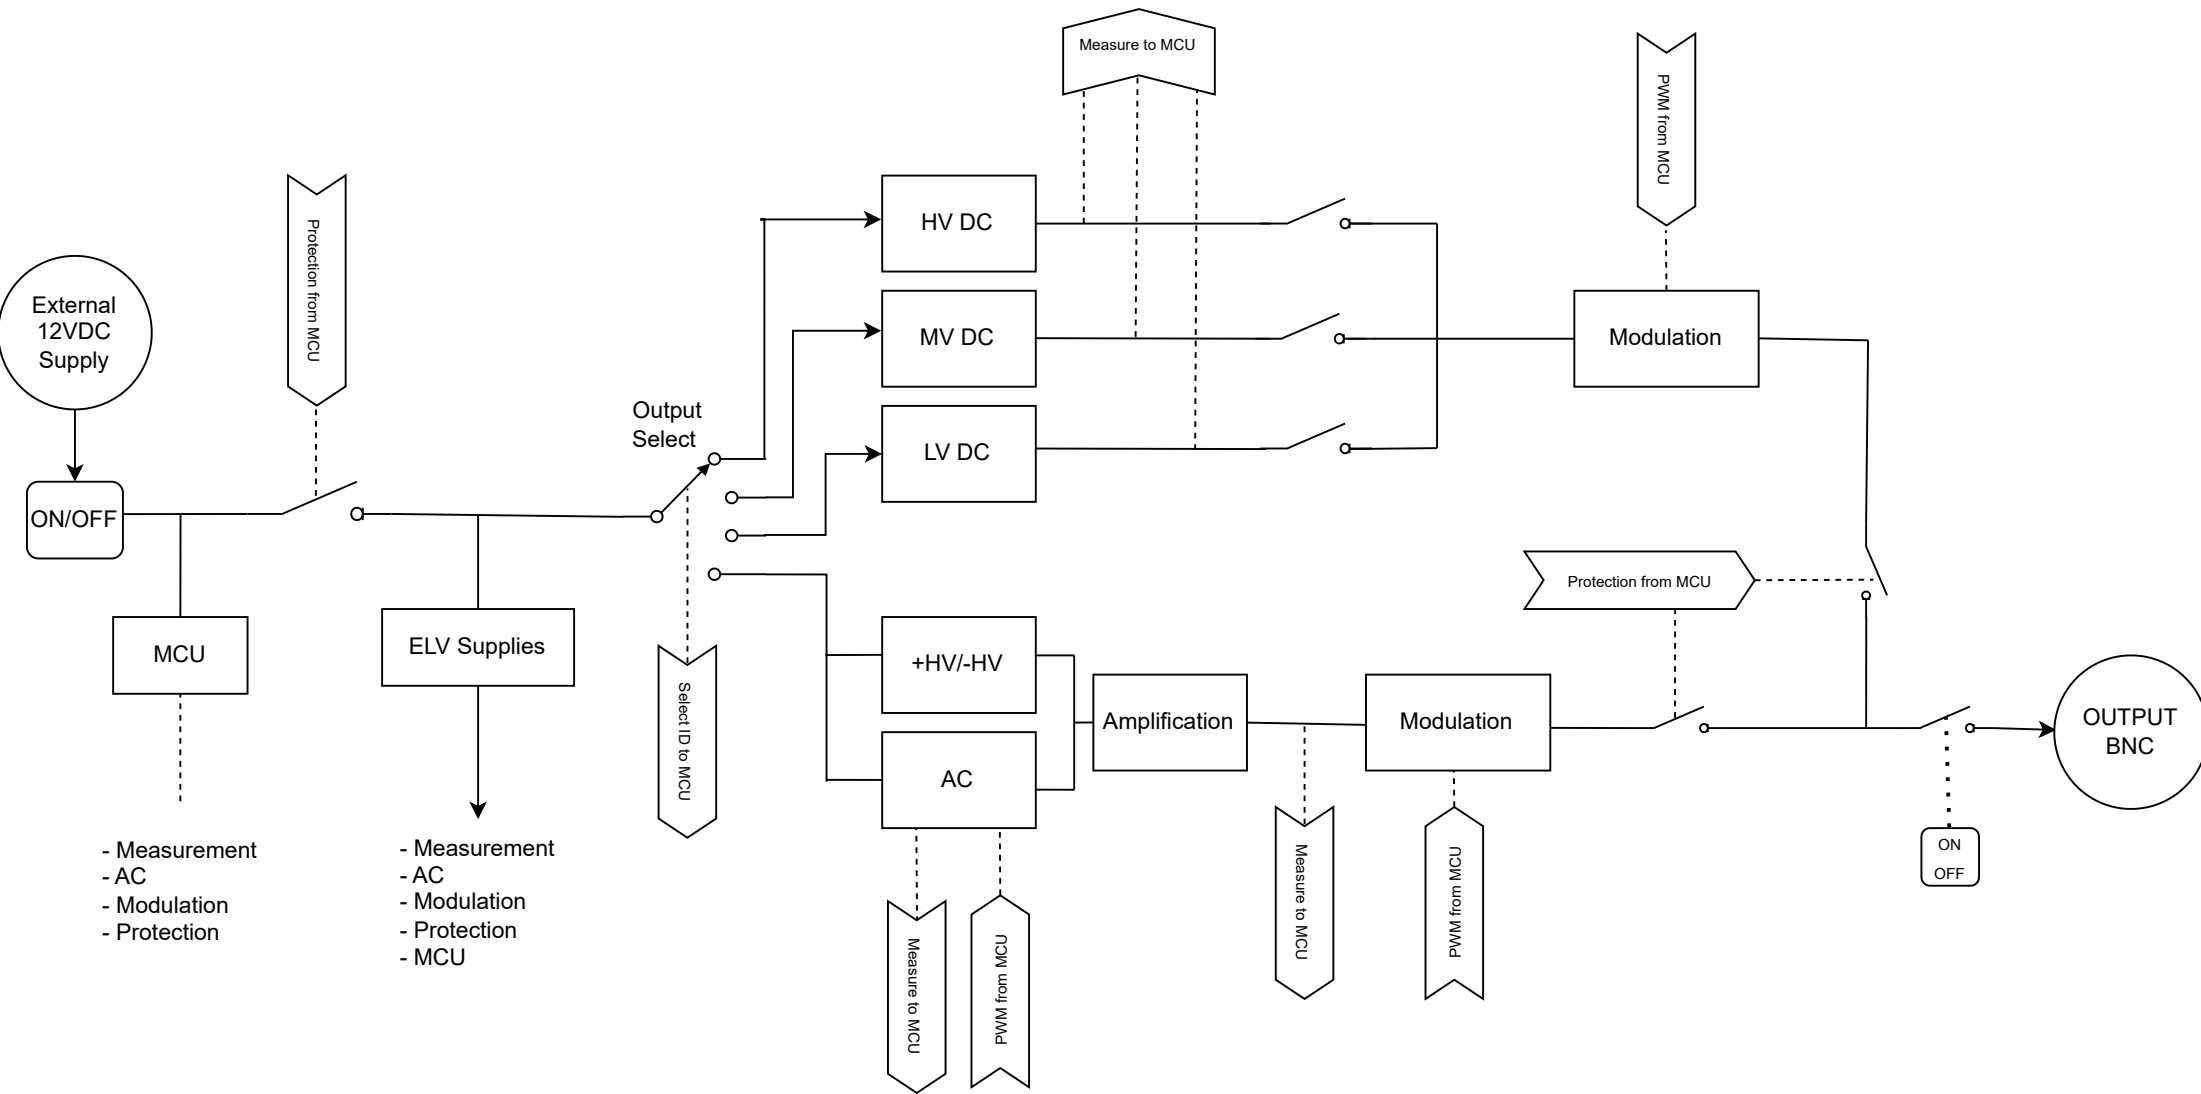 Measure to MCU
PWM from MCU
Protection from MCU
HV DC
External
12VDC
Supply
MV DC
Modulation
Output
Select
LV DC
ON/OFF
Protection from MCU
MCU
ELV Supplies
+HV/-HV
Select ID to MCU
Amplification
Modulation
OUTPUT
BNC
AC
ON
OFF
- Measurement
- AC
- Modulation
- Protection
- Measurement
- AC
- Modulation
- Protection
- MCU
Measure to MCU
PWM from MCU
Measure to MCU
PWM from MCU